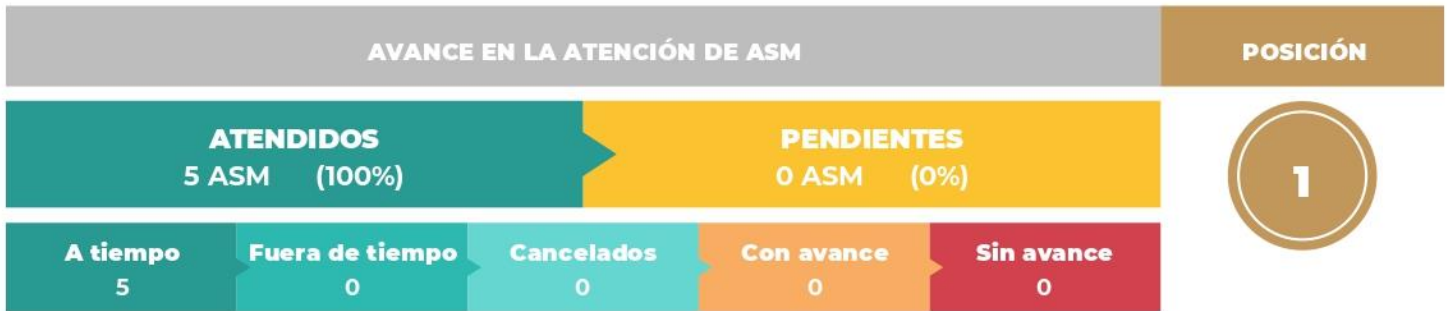 AVANCE EN LA ATENCIÓN DE ASM
POSICIÓN
ATENDIDOS
5 ASM (100%)
PENDIENTES
0 ASM (0%)
1
A tiempo
5
Fuera de tiempo
0
Cancelados
0
Con avance
0
Sin avance
0